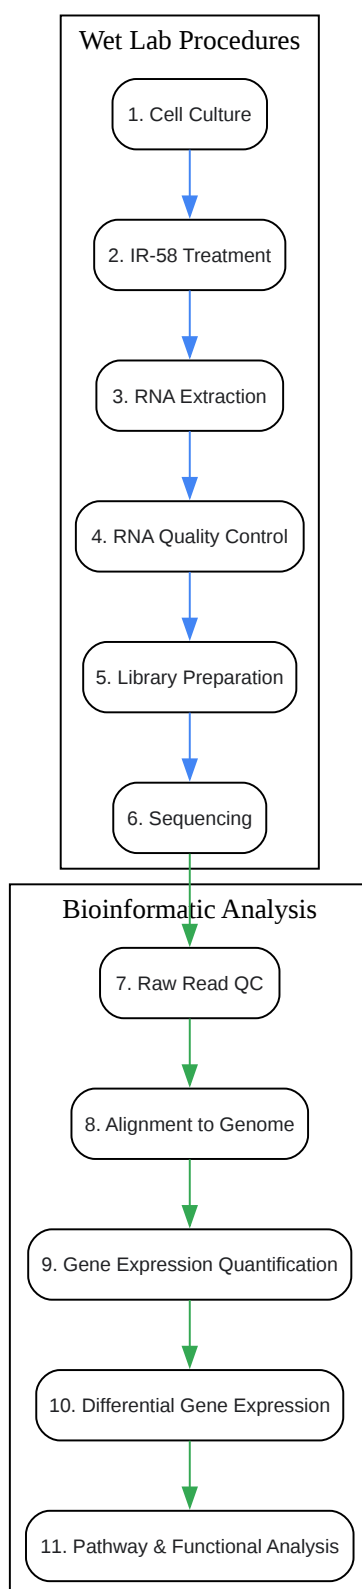 Wet Lab Procedures
1. Cell Culture
2. IR-58 Treatment
3. RNA Extraction
4. RNA Quality Control
5. Library Preparation
6. Sequencing
Bioinformatic Analysis
7. Raw Read QC
8. Alignment to Genome
9. Gene Expression Quantification
10. Differential Gene Expression
11. Pathway & Functional Analysis